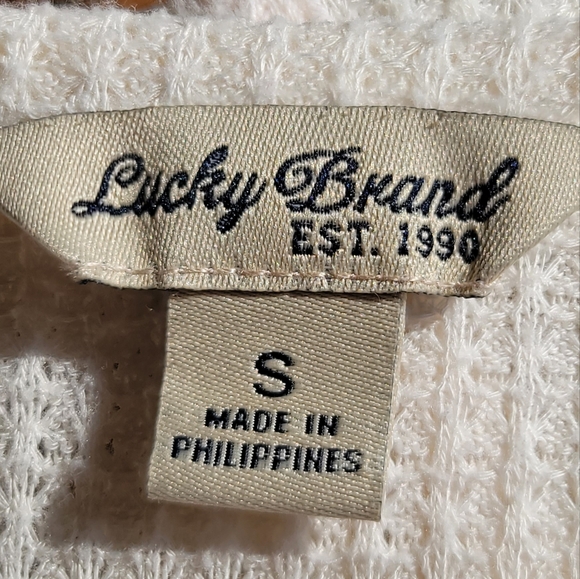 Lucky Brand
EST. 1990
S
MADE IN
PHILIPPINES